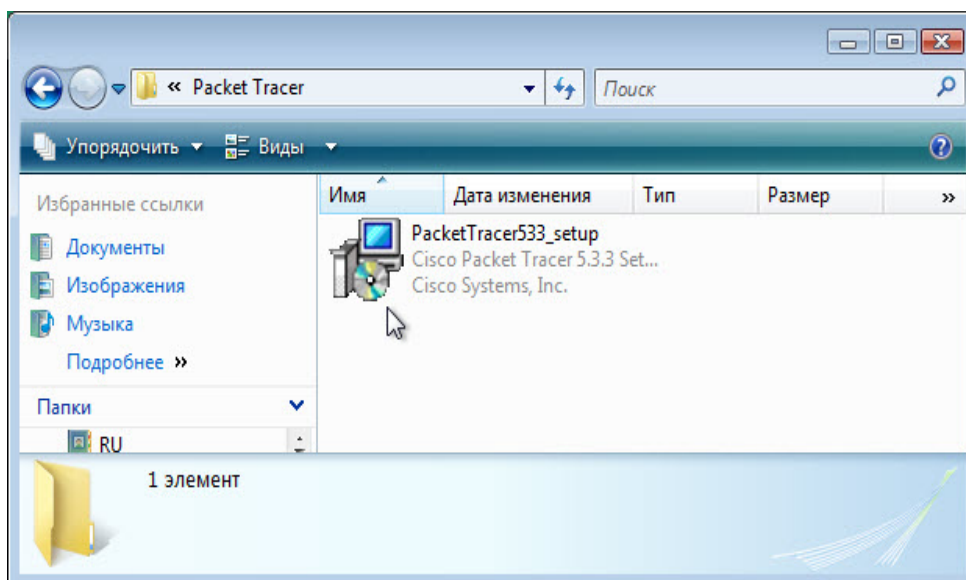 « Packet Tracer
Поиск
Упорядочить Виды
Избранные ссылки
Документы
Изображения
Музыка
Подробнее »
Папки
RU
Имя Дата изменения Тип Размер »
PacketTracer533_setup
Cisco Packet Tracer 5.3.3 Set...
Cisco Systems, Inc.
1 элемент